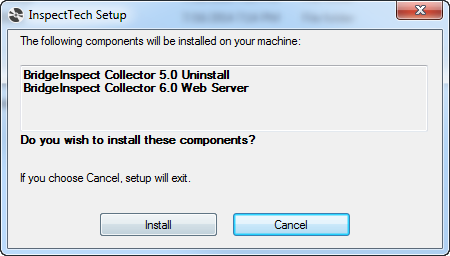 InspectTech Setup
The following components will be installed on your machine:
BridgeInspect Collector 5.0 Uninstall
BridgeInspect Collector 6.0 Web Server
Do you wish to install these components?
If you choose Cancel, setup will exit.
Install
Cancel